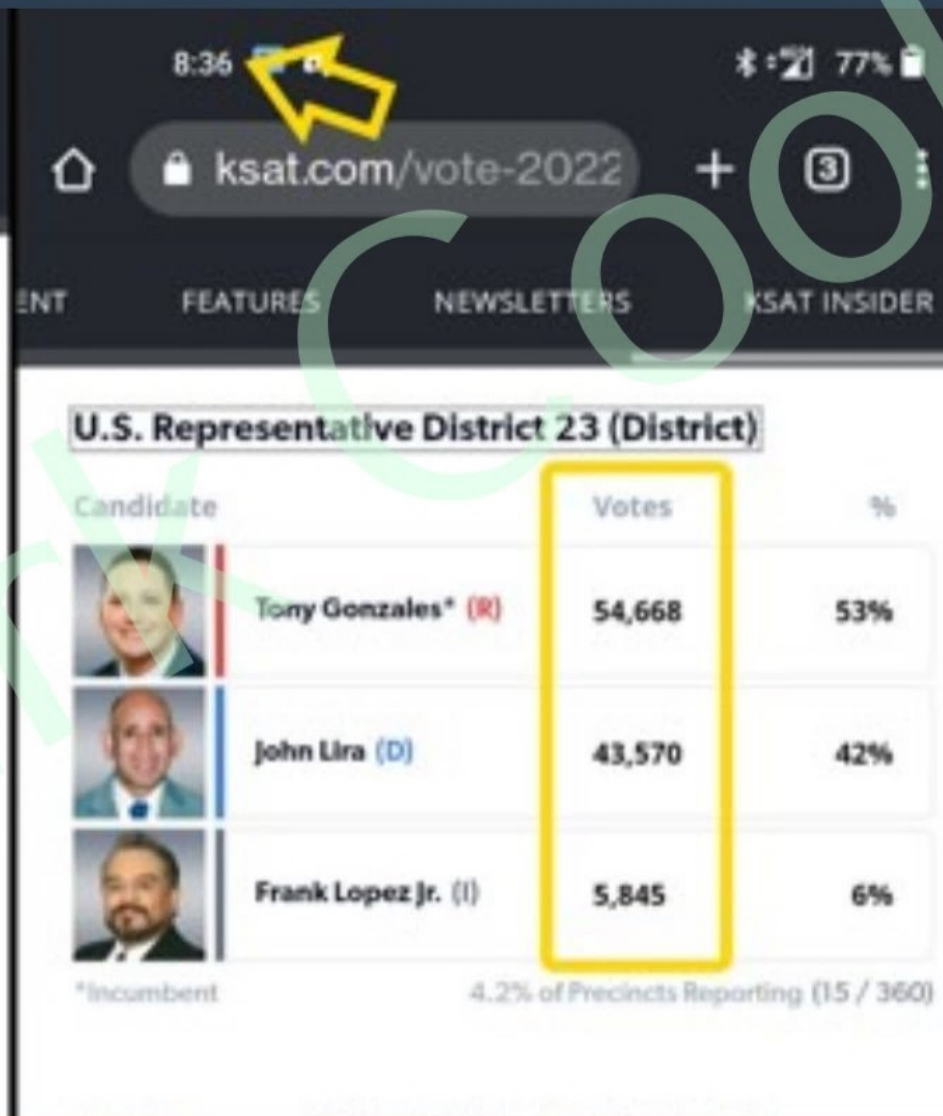 8:36 77%
ksat.com/vote-2022 + 3
ENT FEATURES NEWSLETTERS KSAT INSIDER
U.S. Representative District 23 (District)
Candidate Votes %
Tony Gonzales* (R) 54,668 53%
John Lira (D) 43,570 42%
Frank Lopez Jr. (I) 5,845 6%
*Incumbent 4.2% of Precincts Reporting (15 / 360)